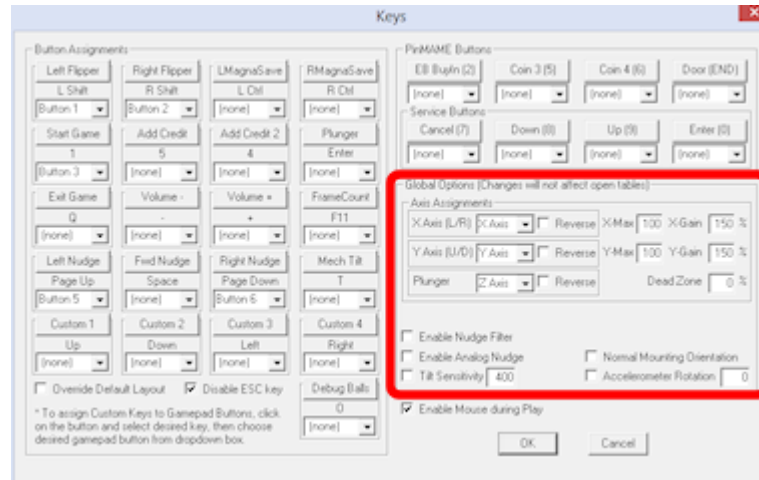 Keys
Button Assignments
Left Flipper Right Flipper LMagnaSave RMagnaSave
L Shift R Shift L Ctrl R Ctrl
Button 1 Button 2 (none) (none)
Start Game Add Credit Add Credit 2 Plunger
1 5 4 Enter
Button 3 (none) (none) (none)
Exit Game Volume - Volume + FrameCount
Q - + F11
(none) (none) (none) (none)
Left Nudge Fwd Nudge Right Nudge Mech Tilt
Page Up Space Page Down T
Button 5 (none) Button 6 (none)
Custom 1 Custom 2 Custom 3 Custom 4
Up Down Left Right
(none) (none) (none) (none)
Override Default Layout Disable ESC key Debug Balls
O
(none)
* To assign Custom Keys to Gamepad Buttons, click
on the button and select desired key, then choose
desired gamepad button from dropdown box.
PinMAME Buttons
EB BuyIn (2) Coin 3 (5) Coin 4 (6) Door (END)
(none) (none) (none) (none)
Service Buttons
Cancel (7) Down (8) Up (9) Enter (0)
(none) (none) (none) (none)
Global Options (Changes will not affect open tables)
Axis Assignments
X Axis (L/R) X Axis Reverse X-Max 100 X-Gain 150 %
Y Axis (U/D) Y Axis Reverse Y-Max 100 Y-Gain 150 %
Plunger Z Axis Reverse Dead Zone 0 %
Enable Nudge Filter
Enable Analog Nudge Normal Mounting Orientation
Tilt Sensitivity 400 Accelerometer Rotation 0
Enable Mouse during Play
OK Cancel